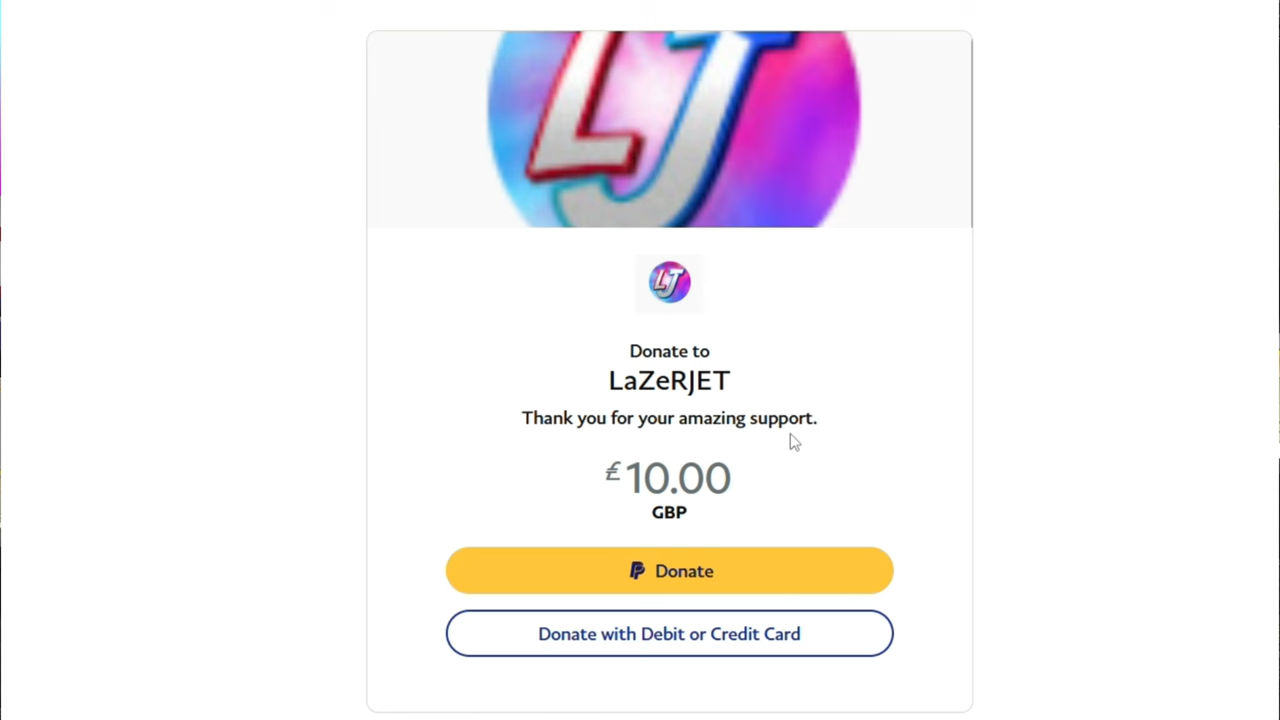 LJ
LJ
Donate to
LaZeRJET
Thank you for your amazing support.
£10.00
GBP
Donate
Donate with Debit or Credit Card